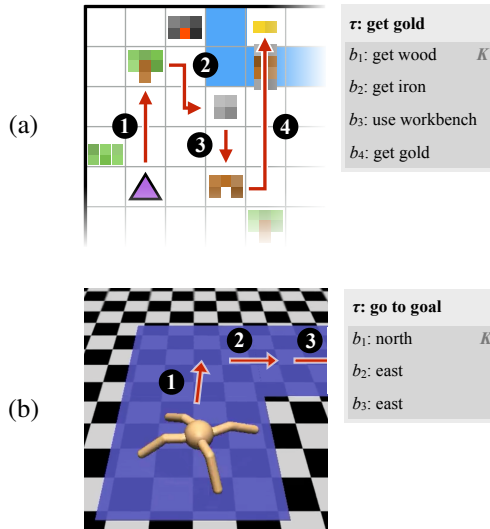 (a)
1
2
3
4
τ: get gold
b₁: get wood K
b₂: get iron
b₃: use workbench
b₄: get gold
(b)
1
2
3
τ: go to goal
b₁: north K
b₂: east
b₃: east